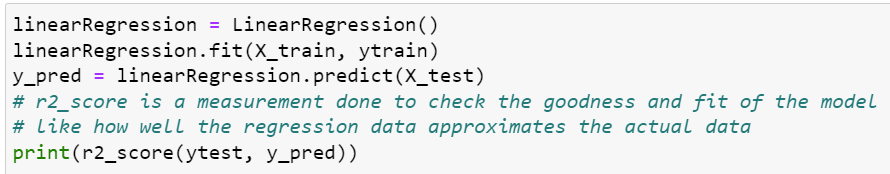 linearRegression = LinearRegression()
linearRegression.fit(X_train, ytrain)
y_pred = linearRegression.predict(X_test)
# r2_score is a measurement done to check the goodness and fit of the model
# like how well the regression data approximates the actual data
print(r2_score(ytest, y_pred))